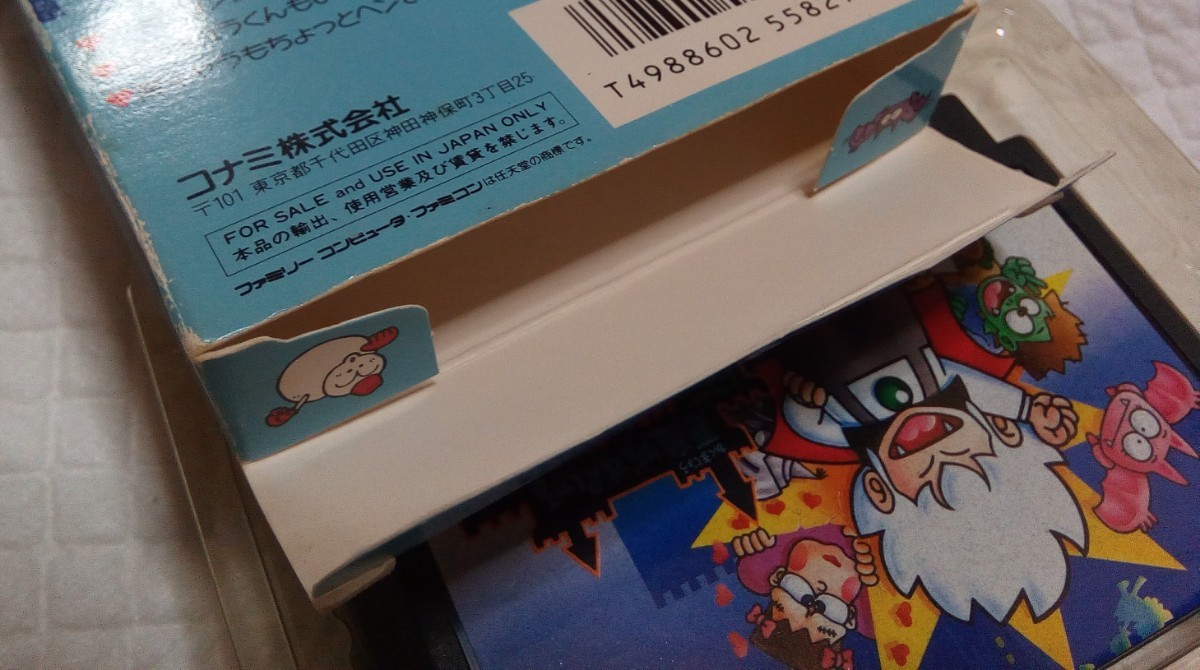 うくんもい
うもちょっとヘンで
T4988602 5582
コナミ株式会社
〒101 東京都千代田区神田神保町3丁目25
FOR SALE and USE IN JAPAN ONLY
本品の輸出、使用営業及び賃貸を禁じます。
ファミリー コンピュータ・ファミコンは任天堂の商標です。